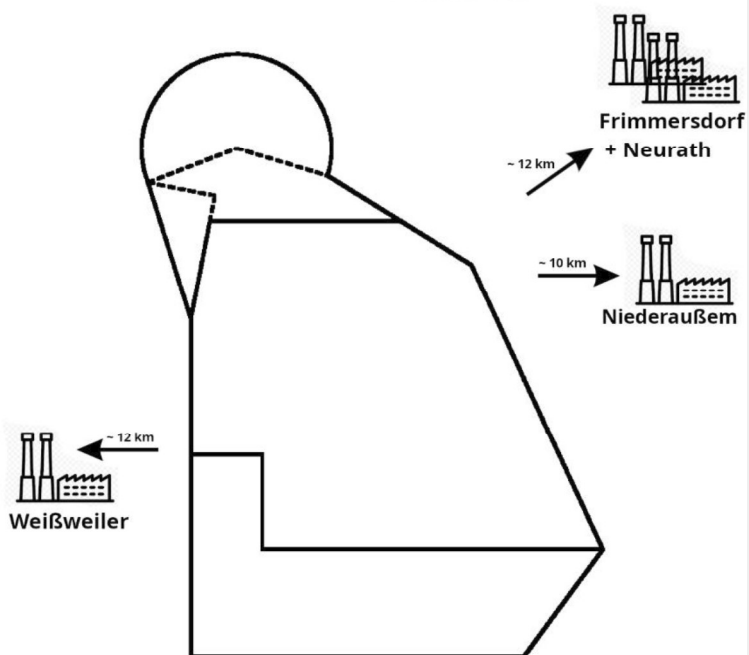 Frimmersdorf
+ Neurath
~ 12 km
~ 10 km
Niederaußem
~ 12 km
Weißweiler